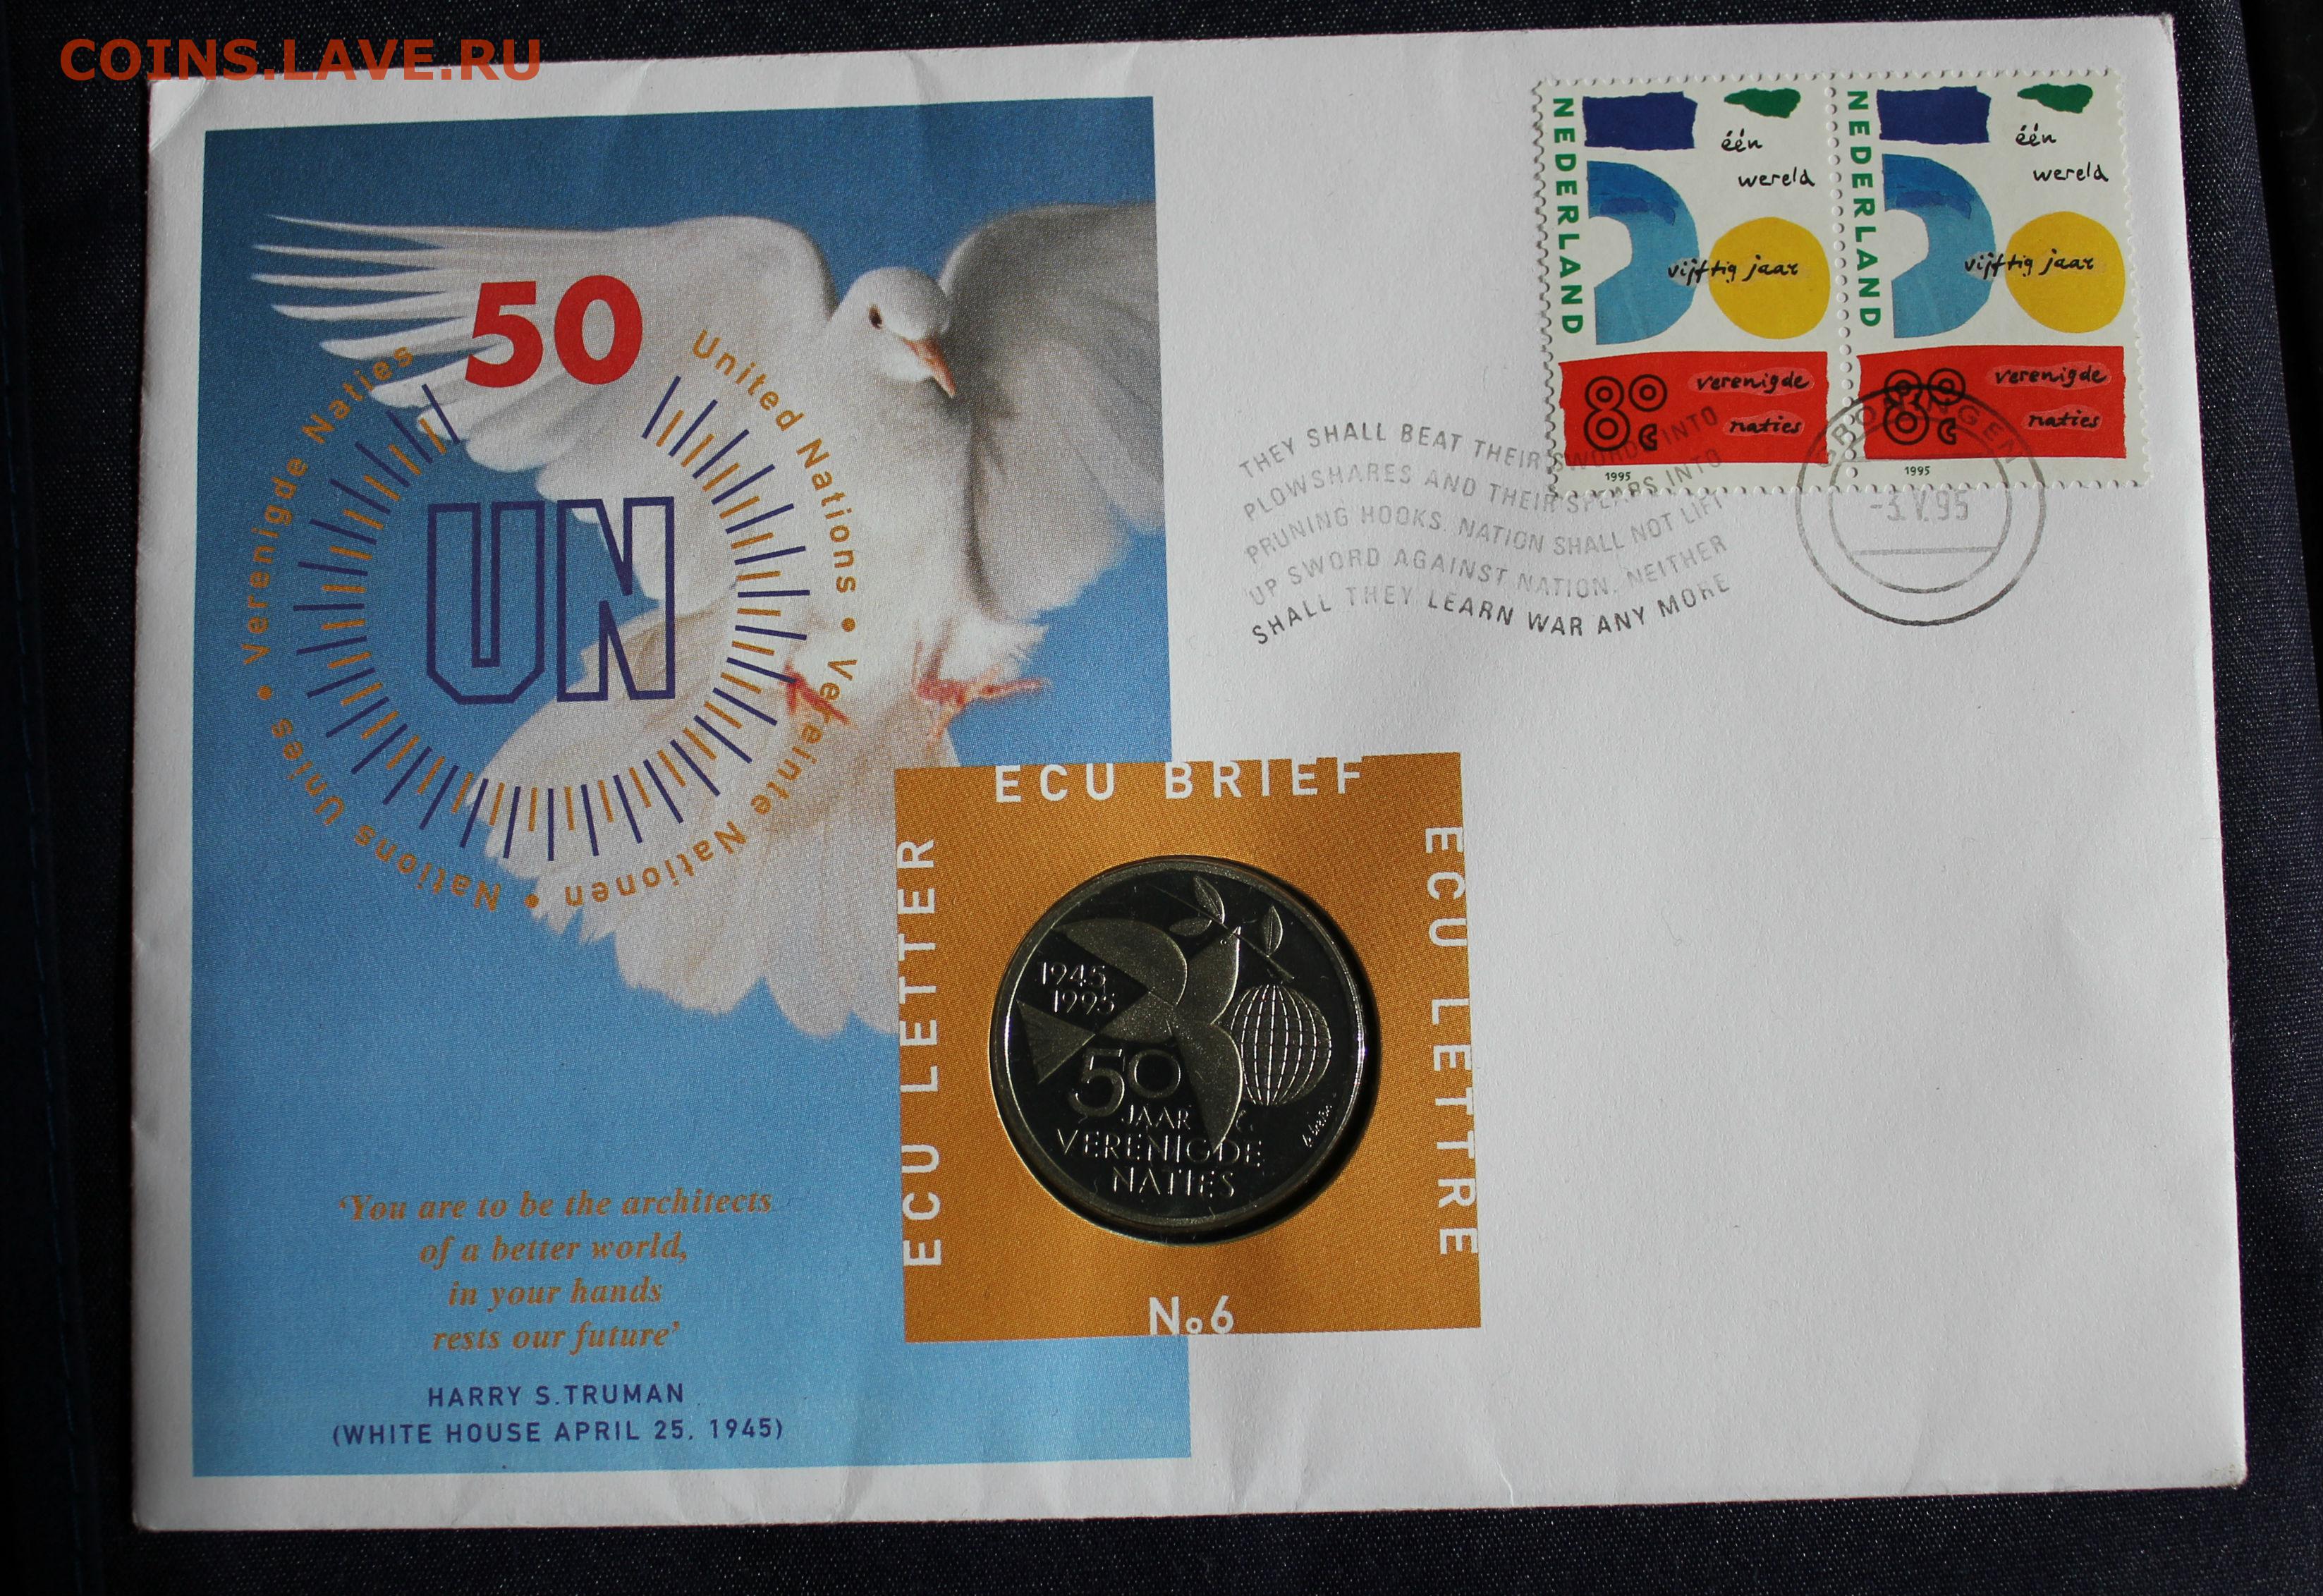 COINS.LAVE.RU
50
United Nations • Vereinte Nationen • Nations Unies • Verenigde Naties
UN
'You are to be the architects
of a better world,
in your hands
rests our future'
HARRY S. TRUMAN
(WHITE HOUSE APRIL 25, 1945)
NEDERLAND
één
wereld
vijftig jaar
80 c
verenigde
naties
1995
NEDERLAND
één
wereld
vijftig jaar
80 c
verenigde
naties
1995
THEY SHALL BEAT THEIR SWORDS INTO
PLOWSHARES AND THEIR SPEARS INTO
PRUNING HOOKS. NATION SHALL NOT LIFT
UP SWORD AGAINST NATION. NEITHER
SHALL THEY LEARN WAR ANY MORE
-3.V.95
ECU BRIEF
ECU LETTER
ECU LETTRE
1945
1995
50
JAAR
VERENIGDE
NATIES
No6